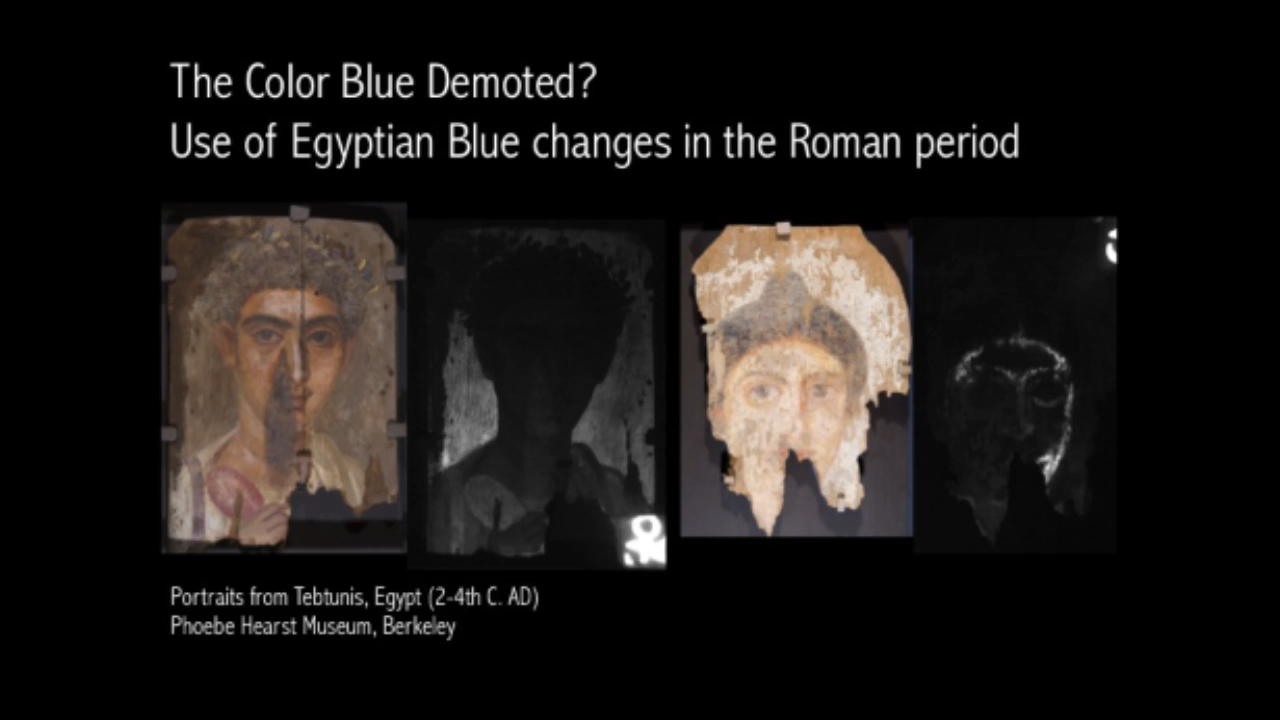 The Color Blue Demoted?
Use of Egyptian Blue changes in the Roman period
Portraits from Tebtunis, Egypt (2-4th C. AD)
Phoebe Hearst Museum, Berkeley